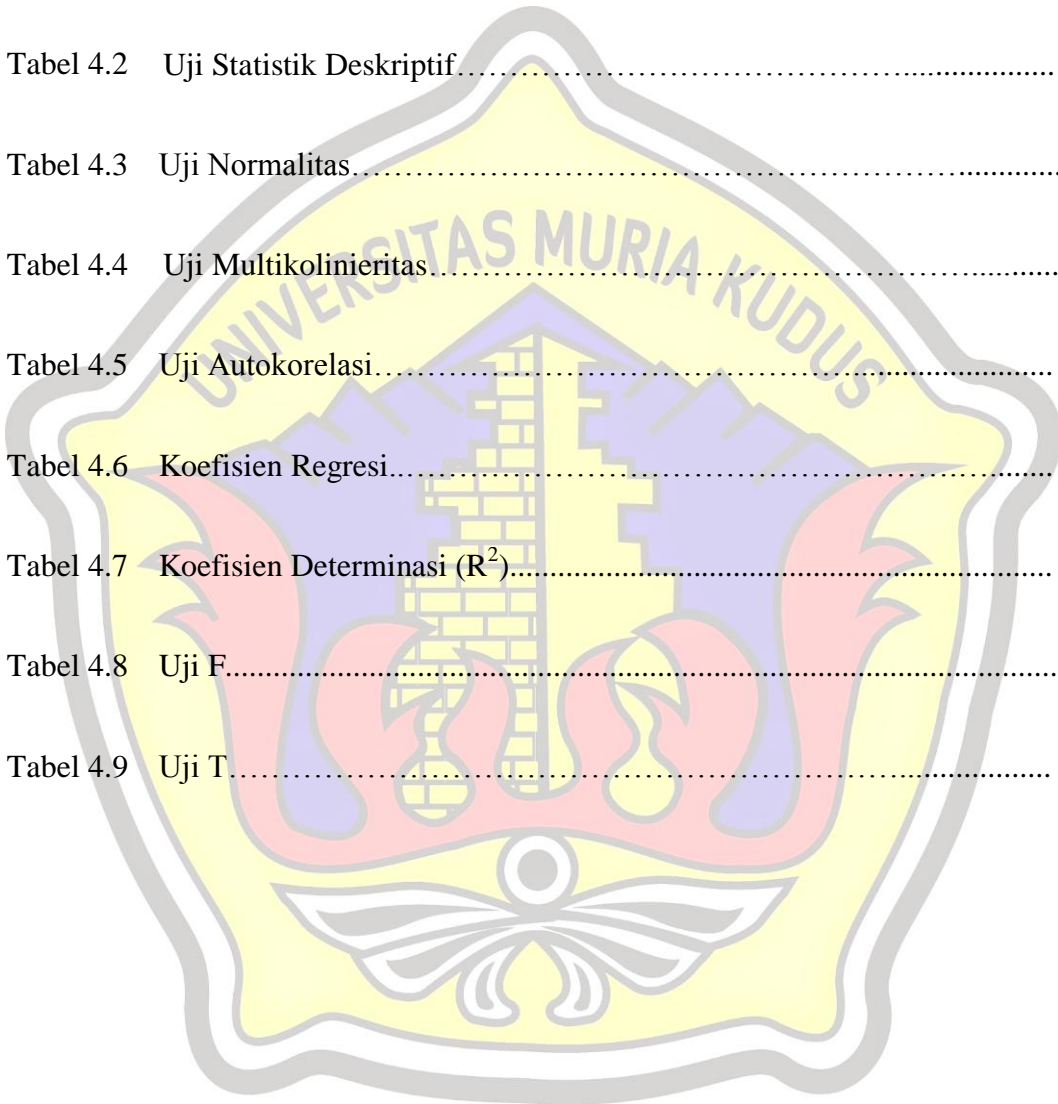 Tabel 4.2 Uji Statistik Deskriptif……………………………………………...................
Tabel 4.3 Uji Normalitas………………………………………………………..............
UNIVERSITAS MURIA KUDUS
Tabel 4.4 Uji Multikolinieritas…………………………………………………............
Tabel 4.5 Uji Autokorelasi……………………………………………........................
Tabel 4.6 Koefisien Regresi...……………………………………………….............
Tabel 4.7 Koefisien Determinasi (R²)......................................................................
Tabel 4.8 Uji F..........................................................................................................
Tabel 4.9 Uji T……………………………………………………………....................